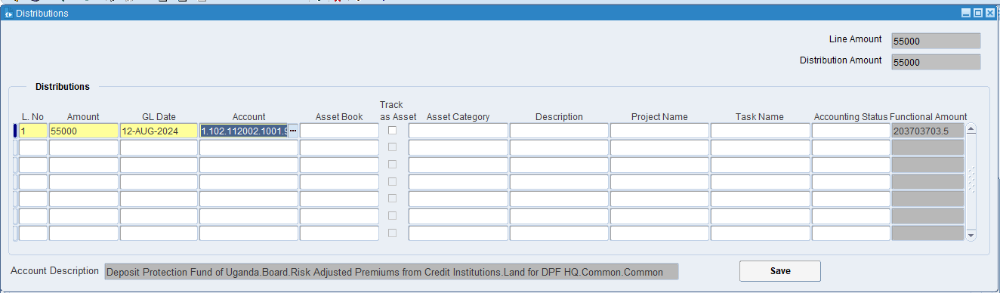 Distributions
Line Amount 55000
Distribution Amount 55000
Distributions
Track
L. No Amount GL Date Account Asset Book as Asset Asset Category Description Project Name Task Name Accounting Status Functional Amount
1 55000 12-AUG-2024 1.102.112002.1001. ... 203703703.5
Account Description Deposit Protection Fund of Uganda.Board.Risk Adjusted Premiums from Credit Institutions.Land for DPF HQ.Common.Common Save